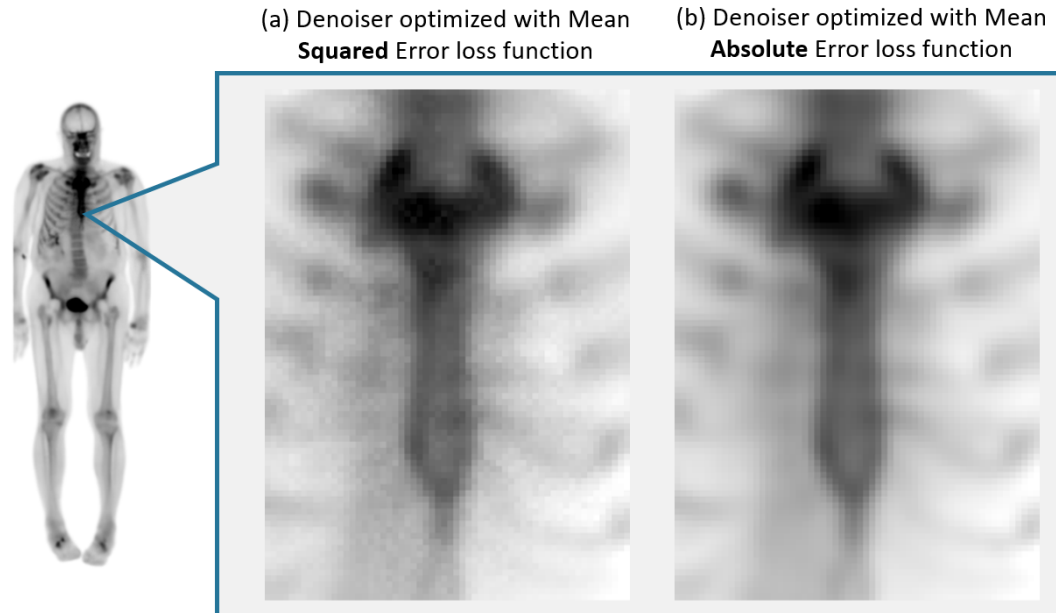 (a) Denoiser optimized with Mean
Squared Error loss function
(b) Denoiser optimized with Mean
Absolute Error loss function